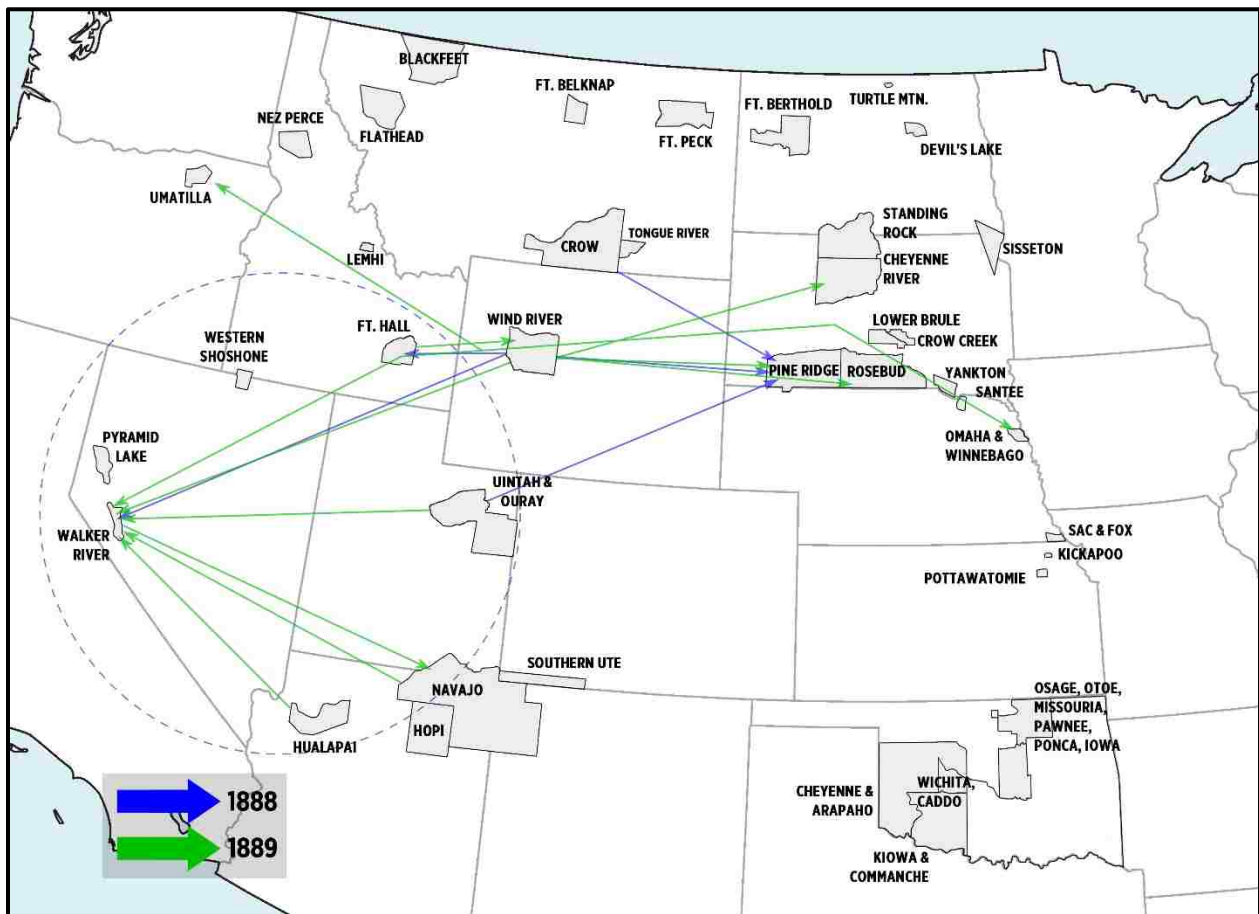 BLACKFEET
FT. BELKNAP
FT. BERTHOLD
TURTLE MTN.
NEZ PERCE
FLATHEAD
FT. PECK
DEVIL'S LAKE
UMATILLA
STANDING
ROCK
CROW
TONGUE RIVER
SISSETON
LEMHI
CHEYENNE
RIVER
WESTERN
SHOSHONE
FT. HALL
WIND RIVER
LOWER BRULE
CROW CREEK
PINE RIDGE
ROSEBUD
YANKTON
SANTEE
PYRAMID
LAKE
OMAHA &
WINNEBAGO
UINTAH &
OURAY
WALKER
RIVER
SAC & FOX
KICKAPOO
POTTAWATOMIE
SOUTHERN UTE
NAVAJO
HOPI
HUALAPA1
OSAGE, OTOE,
MISSOURIA,
PAWNEE,
PONCA, IOWA
CHEYENNE &
ARAPAHO
WICHITA,
CADDO
KIOWA &
COMMANCHE
1888
1889